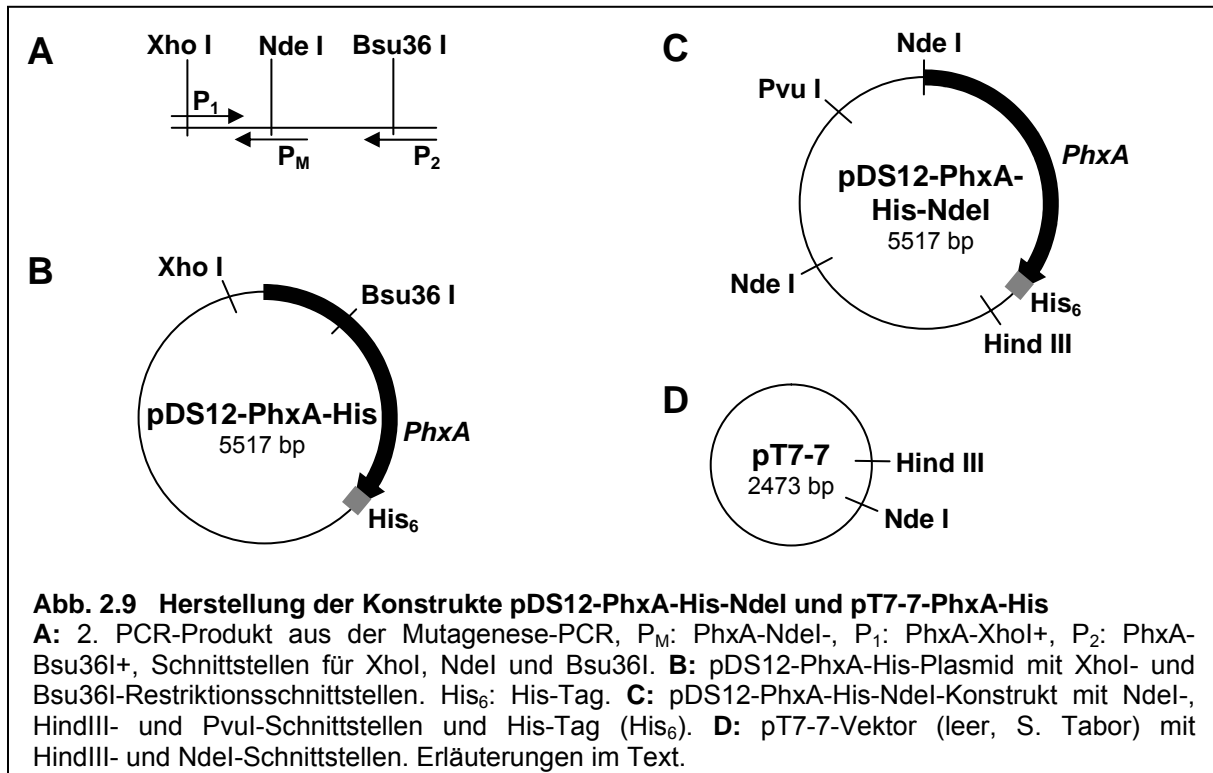 A
Xho I Nde I Bsu36 I
P₁
P_M P₂
B
Xho I
Bsu36 I
pDS12-PhxA-His
5517 bp
PhxA
His₆
C
Nde I
Pvu I
PhxA
pDS12-PhxA-
His-NdeI
5517 bp
Nde I
His₆
Hind III
D
pT7-7
2473 bp
Hind III
Nde I
Abb. 2.9 Herstellung der Konstrukte pDS12-PhxA-His-NdeI und pT7-7-PhxA-His
A: 2. PCR-Produkt aus der Mutagenese-PCR, P_M: PhxA-NdeI-, P₁: PhxA-XhoI+, P₂: PhxA-
Bsu36I+, Schnittstellen für XhoI, NdeI und Bsu36I. B: pDS12-PhxA-His-Plasmid mit XhoI- und
Bsu36I-Restriktionsschnittstellen. His₆: His-Tag. C: pDS12-PhxA-His-NdeI-Konstrukt mit NdeI-,
HindIII- und PvuI-Schnittstellen und His-Tag (His₆). D: pT7-7-Vektor (leer, S. Tabor) mit
HindIII- und NdeI-Schnittstellen. Erläuterungen im Text.